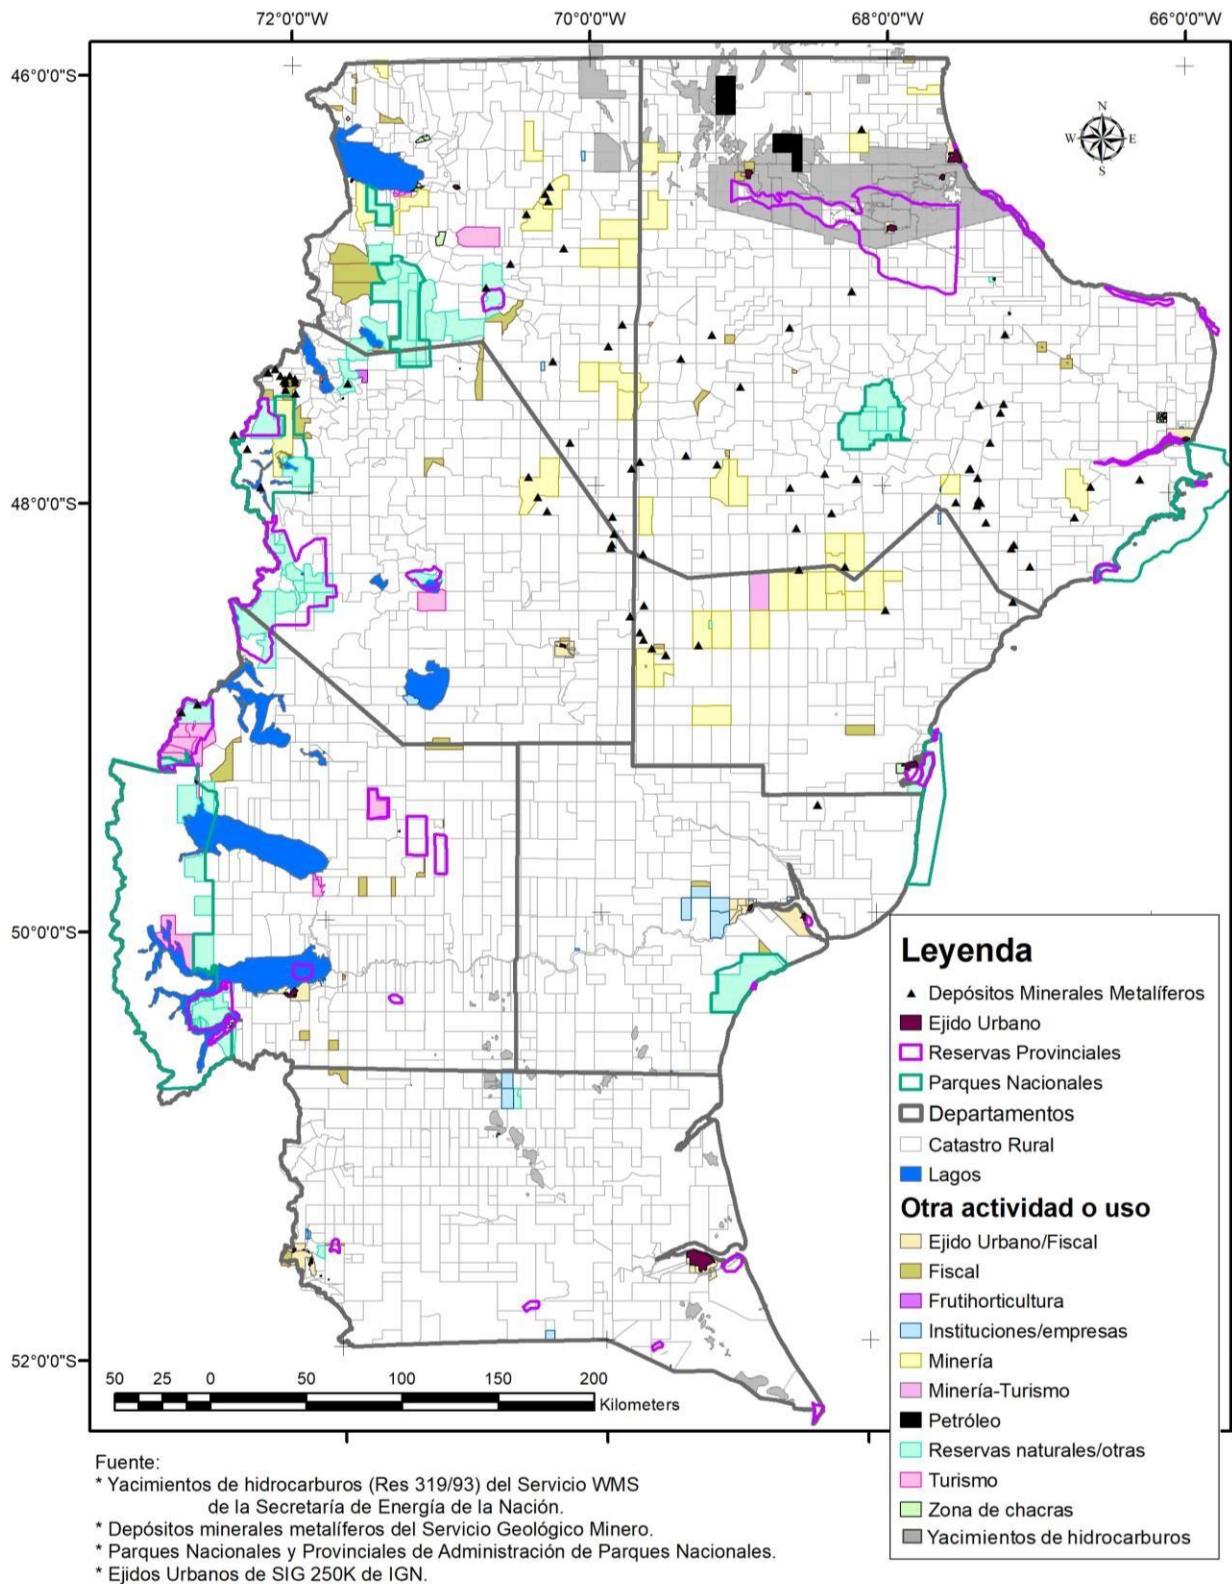 72°0'0"W 70°0'0"W 68°0'0"W 66°0'0"W
46°0'0"S
N
W E
S
48°0'0"S
50°0'0"S
52°0'0"S
Leyenda
Depósitos Minerales Metalíferos
Ejido Urbano
Reservas Provinciales
Parques Nacionales
Departamentos
Catastro Rural
Lagos
Otra actividad o uso
Ejido Urbano/Fiscal
Fiscal
Frutihorticultura
Instituciones/empresas
Minería
Minería-Turismo
Petróleo
Reservas naturales/otras
Turismo
Zona de chacras
Yacimientos de hidrocarburos
50 25 0 50 100 150 200
Kilometers
Fuente:
* Yacimientos de hidrocarburos (Res 319/93) del Servicio WMS
de la Secretaría de Energía de la Nación.
* Depósitos minerales metalíferos del Servicio Geológico Minero.
* Parques Nacionales y Provinciales de Administración de Parques Nacionales.
* Ejidos Urbanos de SIG 250K de IGN.